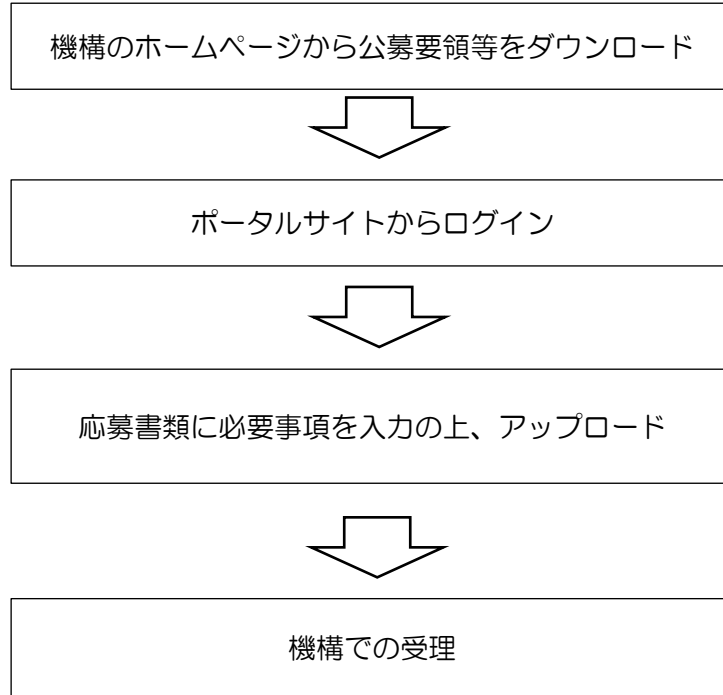 機構のホームページから公募要領等をダウンロード
ポータルサイトからログイン
応募書類に必要事項を入力の上、アップロード
機構での受理